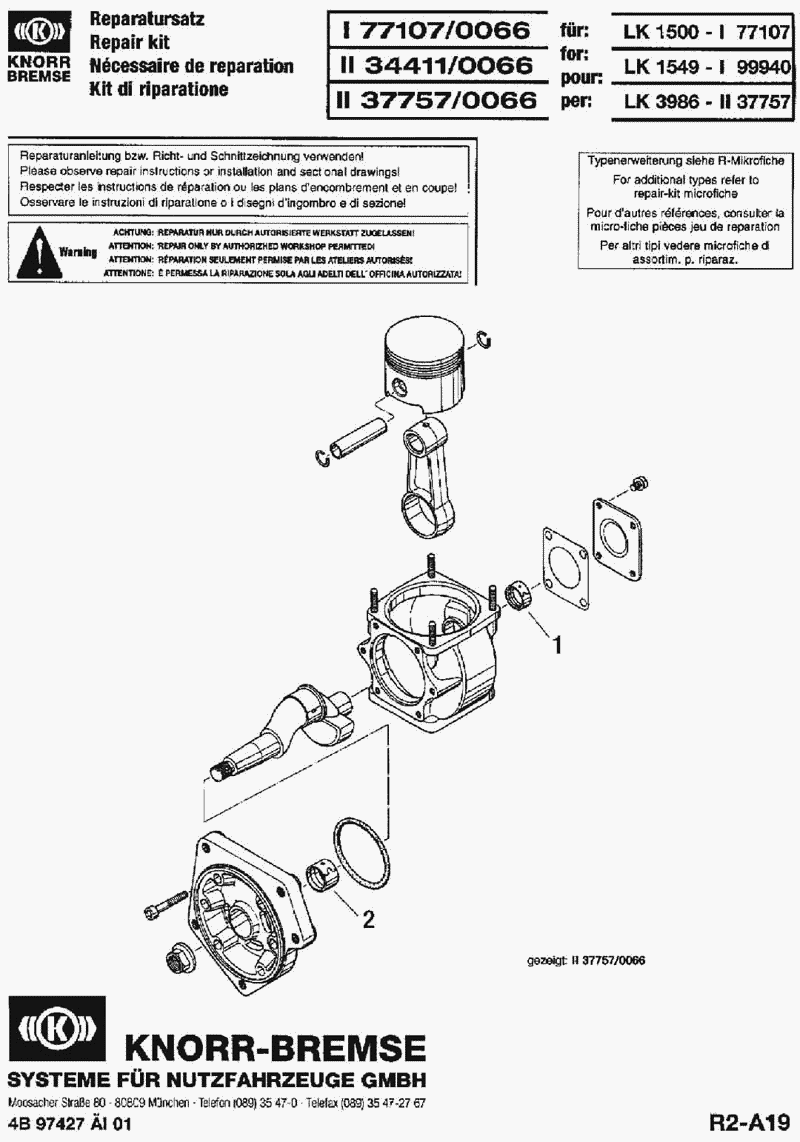 KNORR
BREMSE
Reparatursatz
Repair kit
Nécessaire de reparation
Kit di riparatione
I 77107/0066
II 34411/0066
II 37757/0066
für:
for:
pour:
per:
LK 1500 - I 77107
LK 1549 - I 99940
LK 3986 - II 37757
Reparaturanleitung bzw. Richt- und Schnittzeichnung verwenden!
Please observe repair instructions or installation and sectional drawings!
Respecter les instructions de réparation ou les plans d'encombrement et en coupe!
Osservare le instruzioni di riparatione o i disegni d'ingombro e di sezione!
Warning
ACHTUNG: REPARATUR NUR DURCH AUTORISIERTE WERKSTATT ZUGELASSEN!
ATTENTION: REPAIR ONLY BY AUTHORIZHED WORKSHOP PERMITTED!
ATTENTION: RÉPARATION SEULEMENT PERMISE PAR LES ATELIERS AUTORISÉS!
ATTENTIONE: É PERMESSA LA RIPARAZIONE SOLA AGLI ADELTI DELL' OFFICINA AUTORIZZATA!
Typenerweiterung siehe R-Mikrofiche
For additional types refer to
repair-kit microfiche
Pour d'autres références, consulter la
micro-fiche pièces jeu de reparation
Per altri tipi vedere microfiche di
assortim. p. riparaz.
1
2
gezeigt: II 37757/0066
KNORR-BREMSE
SYSTEME FÜR NUTZFAHRZEUGE GMBH
Moosacher Straße 80 - 80809 München - Telefon (089) 35 47-0 - Telefax (089) 35 47-27 67
4B 97427 ÄI 01
R2-A19